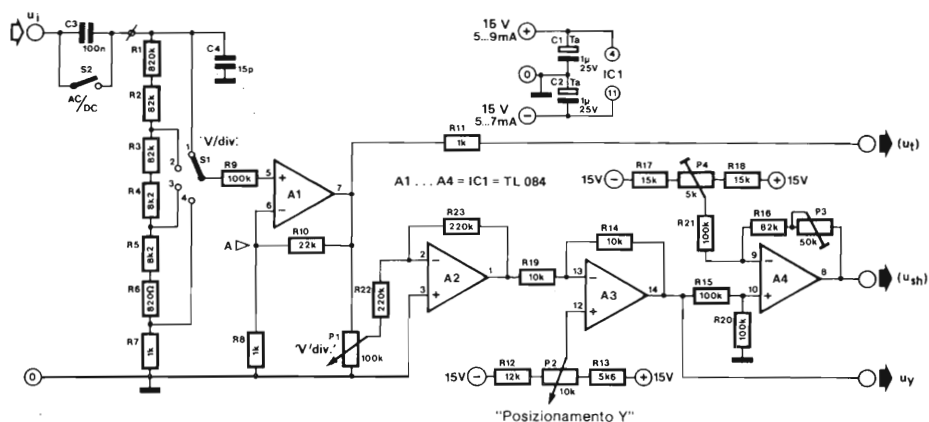 ui
C3
100n
S2
AC/
DC
R1
820k
R2
82k
R3
82k
R4
8k2
R5
8k2
R6
820Ω
R7
1k
C4
15p
'V/div.'
1
2
3
4
S1
R9
100k
5
6
7
A1
A
R10
22k
R8
1k
'V/div.'
P1
100k
15 V
5...9mA
+
0
15 V
5...7mA
−
C1
Ta
1µ
25V
C2
Ta
1µ
25V
4
IC1
11
R11
1k
(ut)
A1 ... A4 = IC1 = TL 084
R22
220k
R23
220k
2
3
1
A2
R19
10k
R14
10k
13
12
14
A3
15V
−
R12
12k
P2
10k
R13
5k6
+
15V
"Posizionamento Y"
15V
−
R17
15k
P4
5k
R18
15k
+
15V
R21
100k
R16
82k
P3
50k
9
10
8
A4
R15
100k
R20
100k
(ush)
0
uy